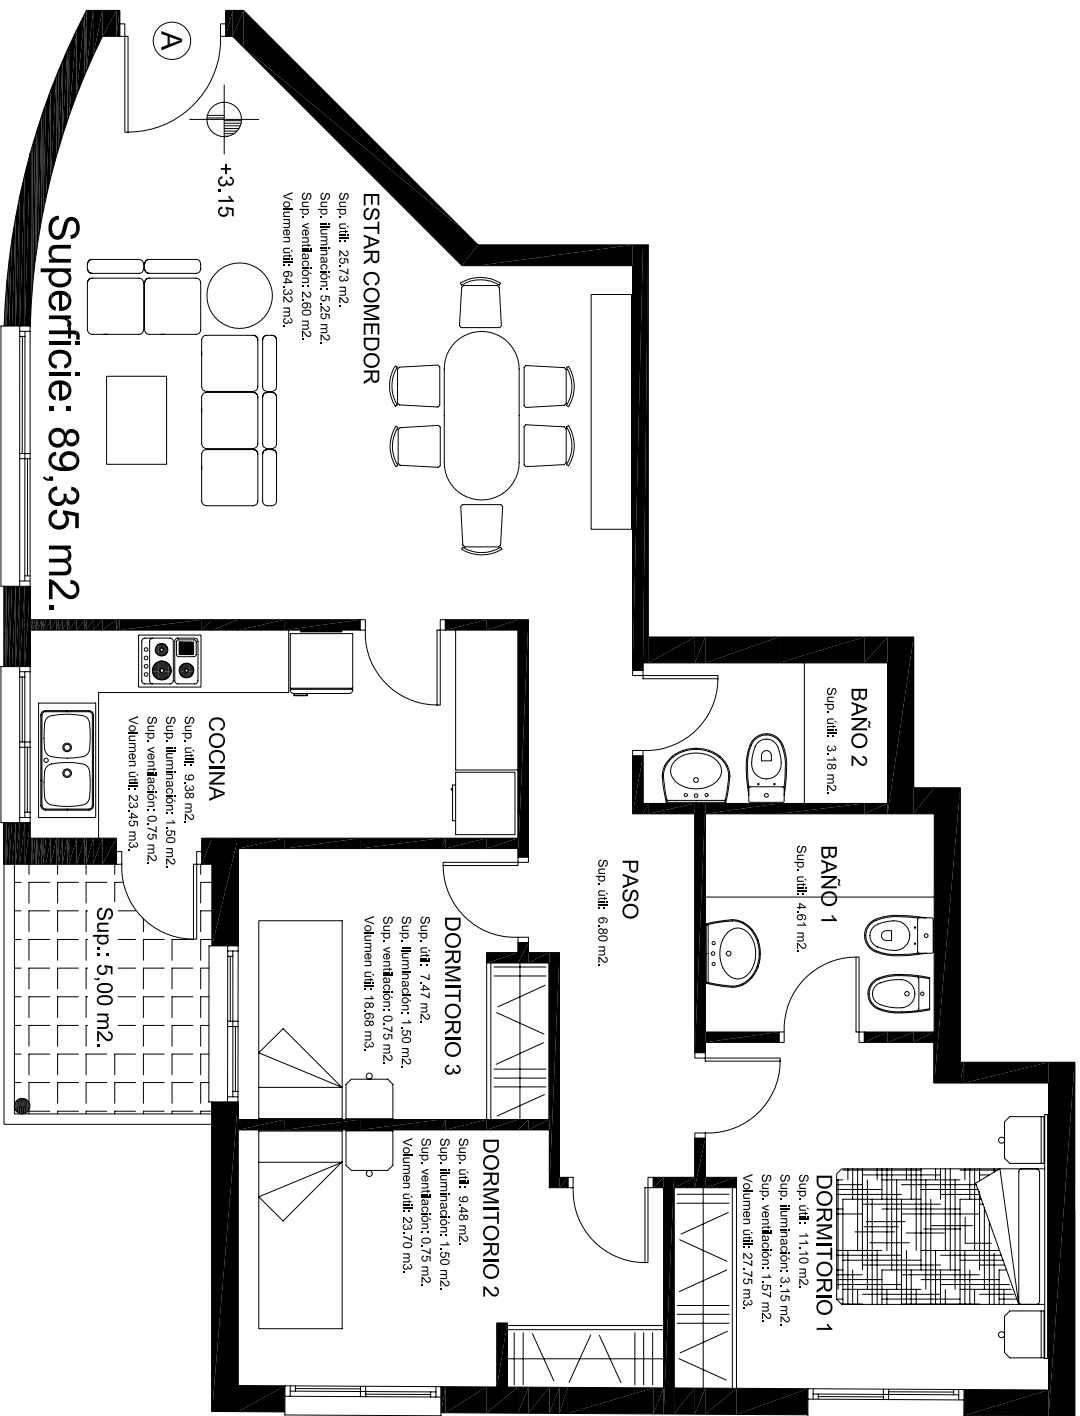 A
+3.15
ESTAR COMEDOR
Sup. útil: 25.73 m2.
Sup. iluminación: 5.25 m2.
Sup. ventilación: 2.60 m2.
Volumen útil: 64.32 m3.
Superficie: 89,35 m2.
COCINA
Sup. útil: 9.38 m2.
Sup. iluminación: 1.50 m2.
Sup. ventilación: 0.75 m2.
Volumen útil: 23.45 m3.
BAÑO 2
Sup. útil: 3.18 m2.
BAÑO 1
Sup. útil: 4.61 m2.
PASO
Sup. útil: 6.80 m2.
DORMITORIO 3
Sup. útil: 7.47 m2.
Sup. iluminación: 1.50 m2.
Sup. ventilación: 0.75 m2.
Volumen útil: 18.68 m3.
Sup.: 5,00 m2.
DORMITORIO 2
Sup. útil: 9.48 m2.
Sup. iluminación: 1.50 m2.
Sup. ventilación: 0.75 m2.
Volumen útil: 23.70 m3.
DORMITORIO 1
Sup. útil: 11.10 m2.
Sup. iluminación: 3.15 m2.
Sup. ventilación: 1.57 m2.
Volumen útil: 27.75 m3.